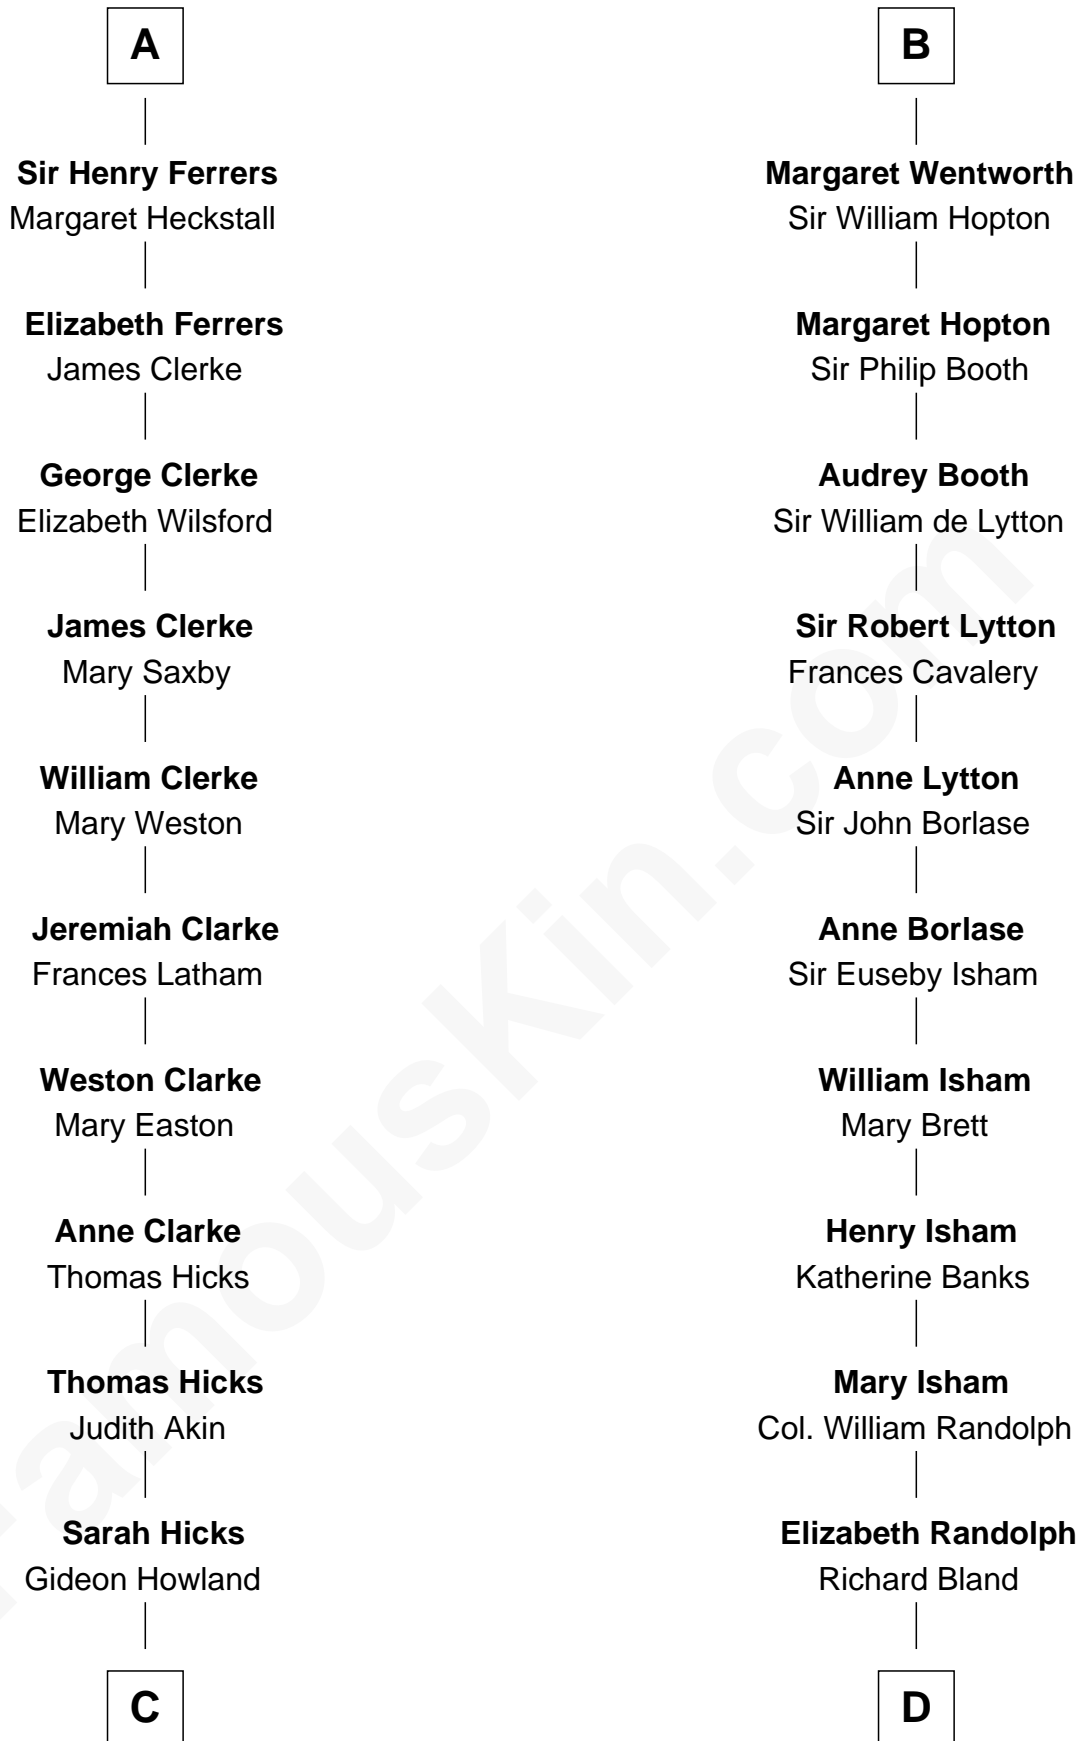 A
Sir Henry Ferrers
Margaret Heckstall
Elizabeth Ferrers
James Clerke
George Clerke
Elizabeth Wilsford
James Clerke
Mary Saxby
William Clerke
Mary Weston
Jeremiah Clarke
Frances Latham
Weston Clarke
Mary Easton
Anne Clarke
Thomas Hicks
Thomas Hicks
Judith Akin
Sarah Hicks
Gideon Howland
C
B
Margaret Wentworth
Sir William Hopton
Margaret Hopton
Sir Philip Booth
Audrey Booth
Sir William de Lytton
Sir Robert Lytton
Frances Cavalery
Anne Lytton
Sir John Borlase
Anne Borlase
Sir Euseby Isham
William Isham
Mary Brett
Henry Isham
Katherine Banks
Mary Isham
Col. William Randolph
Elizabeth Randolph
Richard Bland
D
FamousKin.com